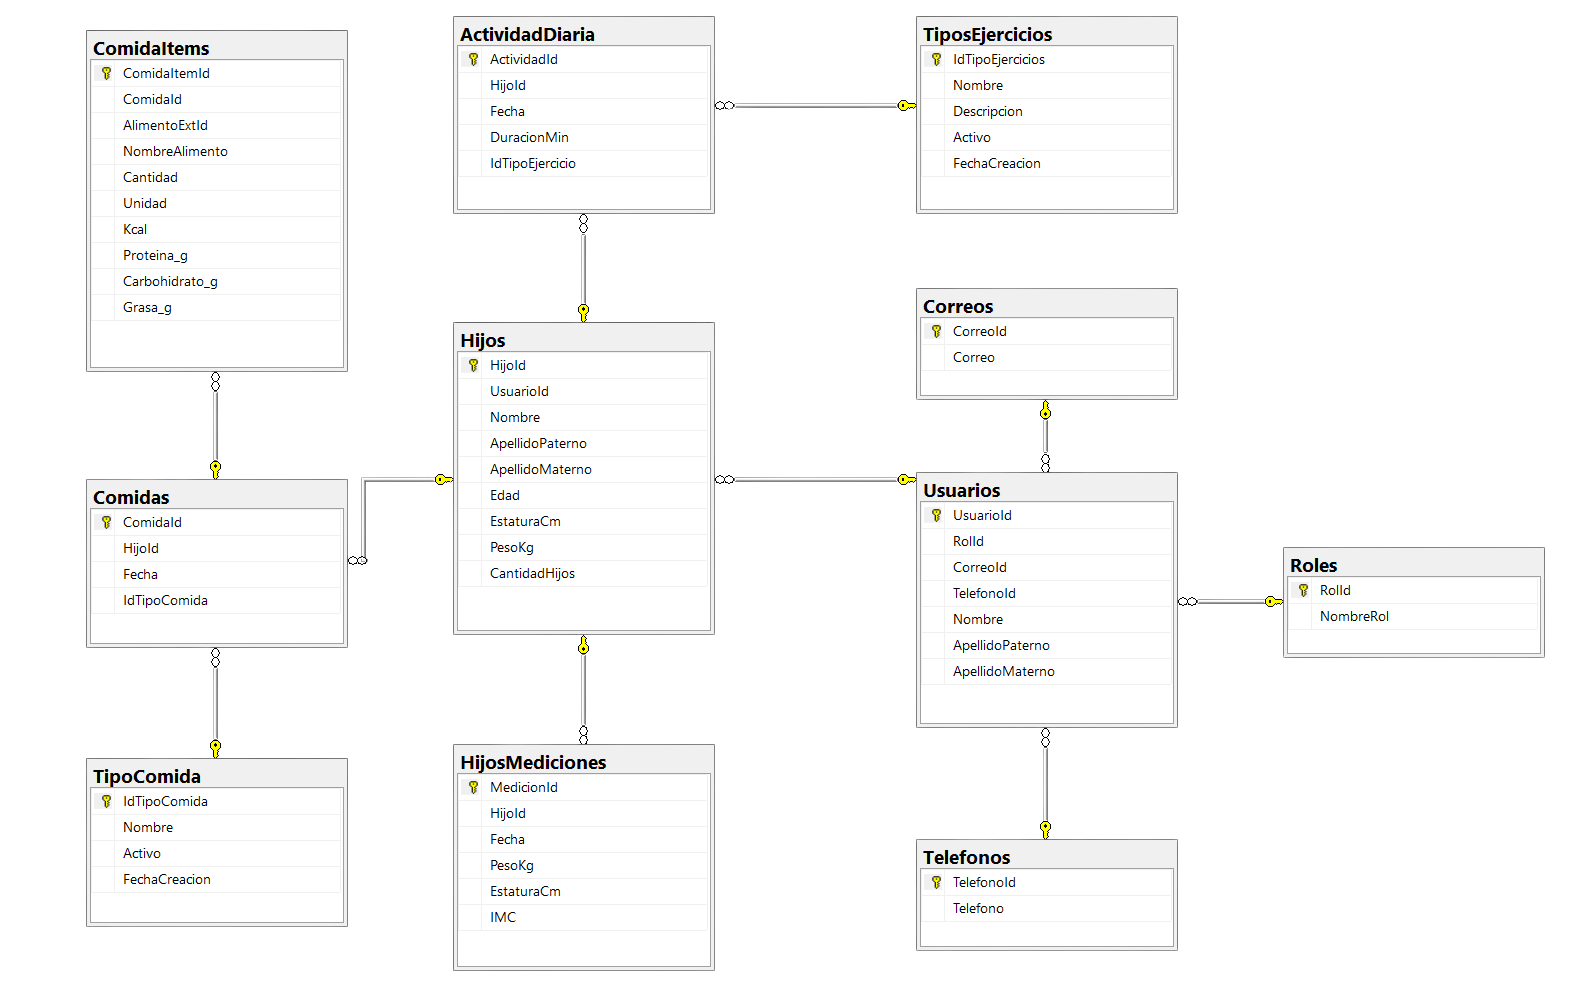 ComidaItems
ComidaItemId
ComidaId
AlimentoExtId
NombreAlimento
Cantidad
Unidad
Kcal
Proteina_g
Carbohidrato_g
Grasa_g
Comidas
ComidaId
HijoId
Fecha
IdTipoComida
TipoComida
IdTipoComida
Nombre
Activo
FechaCreacion
ActividadDiaria
ActividadId
HijoId
Fecha
DuracionMin
IdTipoEjercicio
Hijos
HijoId
UsuarioId
Nombre
ApellidoPaterno
ApellidoMaterno
Edad
EstaturaCm
PesoKg
CantidadHijos
HijosMediciones
MedicionId
HijoId
Fecha
PesoKg
EstaturaCm
IMC
TiposEjercicios
IdTipoEjercicios
Nombre
Descripcion
Activo
FechaCreacion
Correos
CorreoId
Correo
Usuarios
UsuarioId
RolId
CorreoId
TelefonoId
Nombre
ApellidoPaterno
ApellidoMaterno
Telefonos
TelefonoId
Telefono
Roles
RolId
NombreRol